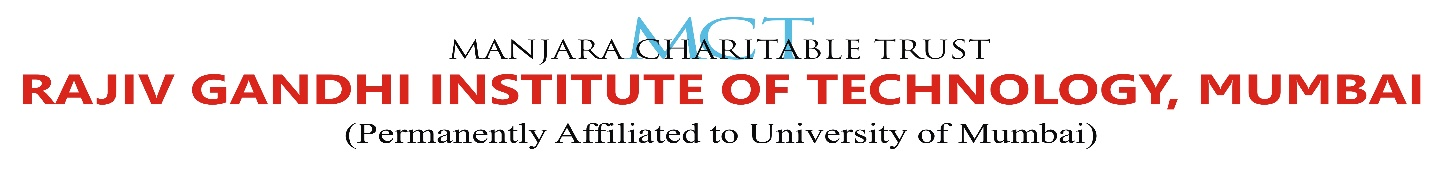 MCT
MANJARA CHARITABLE TRUST
RAJIV GANDHI INSTITUTE OF TECHNOLOGY, MUMBAI
(Permanently Affiliated to University of Mumbai)